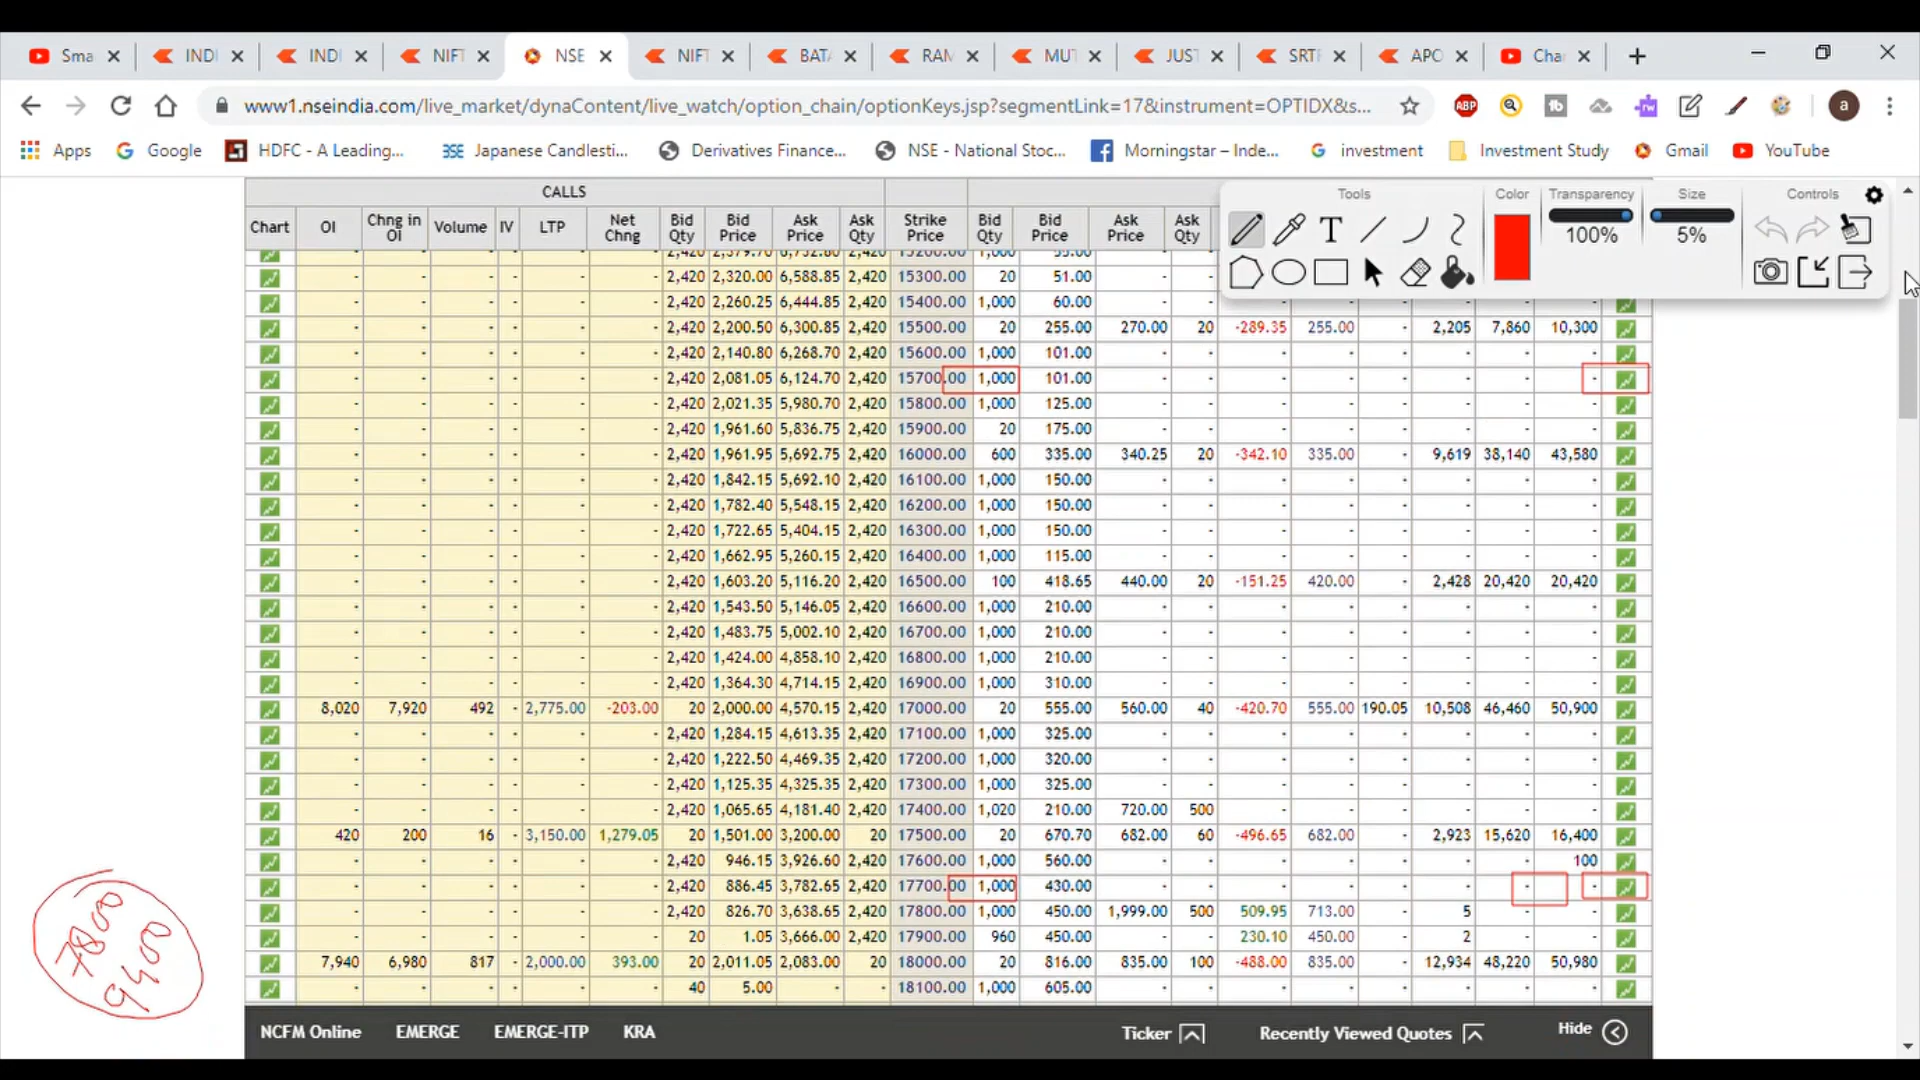 Sma INDI INDI NIFT NSE NIFT BATA RAM MUT JUST SRTF APO Cha
www1.nseindia.com/live_market/dynaContent/live_watch/option_chain/optionKeys.jsp?segmentLink=17&instrument=OPTIDX&s...
ABP tb rw a
Apps Google HDFC - A Leading... Japanese Candlesti... Derivatives Finance... NSE - National Stoc... Morningstar – Inde... investment Investment Study Gmail YouTube
Tools Color Transparency Size Controls
100% 5%
CALLS
Chart OI Chng in OI Volume IV LTP Net Chng Bid Qty Bid Price Ask Price Ask Qty Strike Price Bid Qty Bid Price Ask Price Ask Qty
2,420 2,320.00 6,588.85 2,420 15300.00 20 51.00 - -
- - - - - - 2,420 2,260.25 6,444.85 2,420 15400.00 1,000 60.00 - -
- - - - - - 2,420 2,200.50 6,300.85 2,420 15500.00 20 255.00 270.00 20 -289.35 255.00 - 2,205 7,860 10,300
- - - - - - 2,420 2,140.80 6,268.70 2,420 15600.00 1,000 101.00 - - - - - - - -
- - - - - - 2,420 2,081.05 6,124.70 2,420 15700.00 1,000 101.00 - - - - - - - -
- - - - - - 2,420 2,021.35 5,980.70 2,420 15800.00 1,000 125.00 - - - - - - - -
- - - - - - 2,420 1,961.60 5,836.75 2,420 15900.00 20 175.00 - - - - - - - -
- - - - - - 2,420 1,961.95 5,692.75 2,420 16000.00 600 335.00 340.25 20 -342.10 335.00 - 9,619 38,140 43,580
- - - - - - 2,420 1,842.15 5,692.10 2,420 16100.00 1,000 150.00 - - - - - - - -
- - - - - - 2,420 1,782.40 5,548.15 2,420 16200.00 1,000 150.00 - - - - - - - -
- - - - - - 2,420 1,722.65 5,404.15 2,420 16300.00 1,000 150.00 - - - - - - - -
- - - - - - 2,420 1,662.95 5,260.15 2,420 16400.00 1,000 115.00 - - - - - - - -
- - - - - - 2,420 1,603.20 5,116.20 2,420 16500.00 100 418.65 440.00 20 -151.25 420.00 - 2,428 20,420 20,420
- - - - - - 2,420 1,543.50 5,146.05 2,420 16600.00 1,000 210.00 - - - - - - - -
- - - - - - 2,420 1,483.75 5,002.10 2,420 16700.00 1,000 210.00 - - - - - - - -
- - - - - - 2,420 1,424.00 4,858.10 2,420 16800.00 1,000 210.00 - - - - - - - -
- - - - - - 2,420 1,364.30 4,714.15 2,420 16900.00 1,000 310.00 - - - - - - - -
8,020 7,920 492 - 2,775.00 -203.00 20 2,000.00 4,570.15 2,420 17000.00 20 555.00 560.00 40 -420.70 555.00 190.05 10,508 46,460 50,900
- - - - - - 2,420 1,284.15 4,613.35 2,420 17100.00 1,000 325.00 - - - - - - - -
- - - - - - 2,420 1,222.50 4,469.35 2,420 17200.00 1,000 320.00 - - - - - - - -
- - - - - - 2,420 1,125.35 4,325.35 2,420 17300.00 1,000 325.00 - - - - - - - -
- - - - - - 2,420 1,065.65 4,181.40 2,420 17400.00 1,020 210.00 720.00 500 - - - - - -
420 200 16 - 3,150.00 1,279.05 20 1,501.00 3,200.00 20 17500.00 20 670.70 682.00 60 -496.65 682.00 - 2,923 15,620 16,400
- - - - - - 2,420 946.15 3,926.60 2,420 17600.00 1,000 560.00 - - - - - - - 100
- - - - - - 2,420 886.45 3,782.65 2,420 17700.00 1,000 430.00 - - - - - - - -
- - - - - - 2,420 826.70 3,638.65 2,420 17800.00 1,000 450.00 1,999.00 500 509.95 713.00 - 5 - -
- - - - - - 20 1.05 3,666.00 2,420 17900.00 960 450.00 - - 230.10 450.00 - 2 - -
7,940 6,980 817 - 2,000.00 393.00 20 2,011.05 2,083.00 20 18000.00 20 816.00 835.00 100 -488.00 835.00 - 12,934 48,220 50,980
- - - - - - 40 5.00 - - 18100.00 1,000 605.00 - - - - - - - -
7800
9400
NCFM Online EMERGE EMERGE-ITP KRA Ticker Recently Viewed Quotes Hide